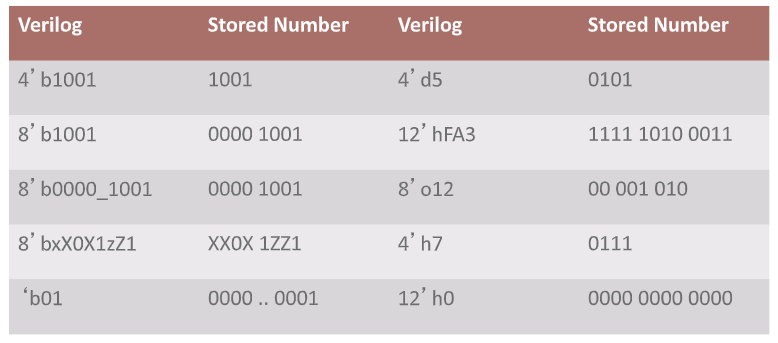 Verilog Stored Number Verilog Stored Number
4’ b1001 1001 4’ d5 0101
8’ b1001 0000 1001 12’ hFA3 1111 1010 0011
8’ b0000_1001 0000 1001 8’ o12 00 001 010
8’ bxX0X1zZ1 XX0X 1ZZ1 4’ h7 0111
‘b01 0000 .. 0001 12’ h0 0000 0000 0000